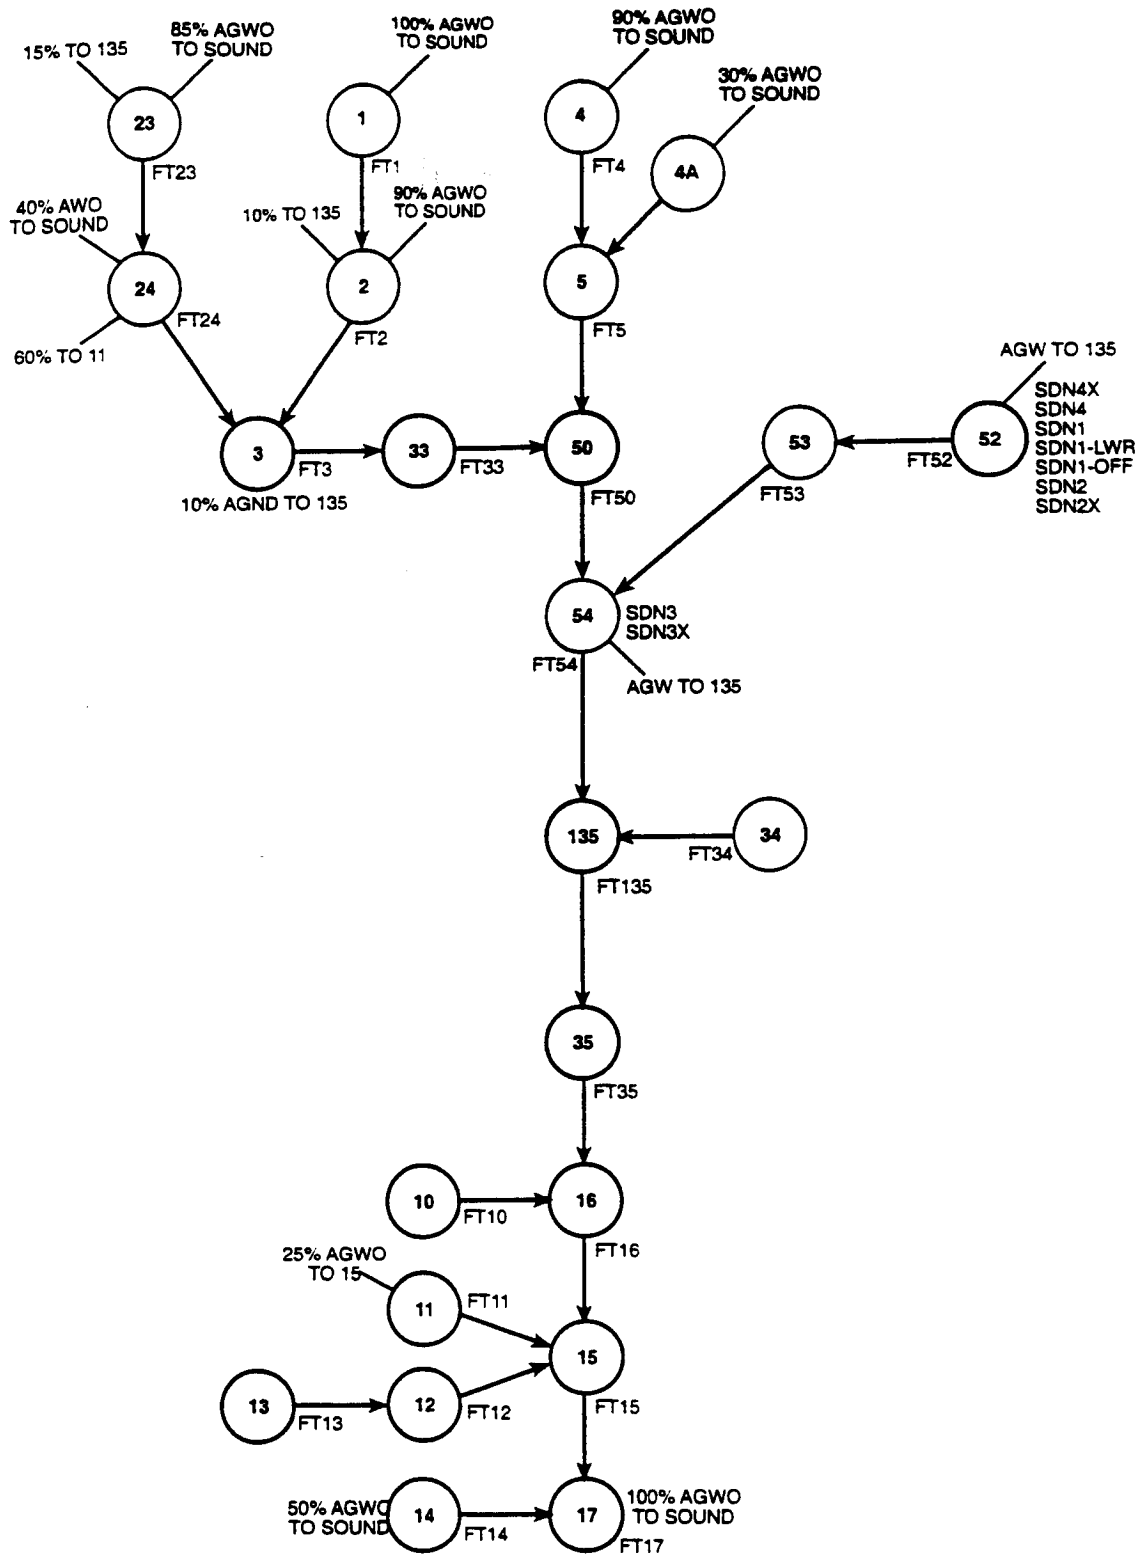 85% AGWO
TO SOUND
15% TO 135
23
FT23
100% AGWO
TO SOUND
1
FT1
90% AGWO
TO SOUND
4
FT4
30% AGWO
TO SOUND
4A
40% AWO
TO SOUND
24
FT24
60% TO 11
10% TO 135
90% AGWO
TO SOUND
2
FT2
5
FT5
3
FT3
10% AGND TO 135
33
FT33
50
FT50
53
FT53
AGW TO 135
52
FT52
SDN4X
SDN4
SDN1
SDN1-LWR
SDN1-OFF
SDN2
SDN2X
54
SDN3
SDN3X
FT54
AGW TO 135
135
FT135
34
FT34
35
FT35
10
FT10
16
FT16
25% AGWO
TO 15
11
FT11
15
FT15
13
FT13
12
FT12
50% AGWO
TO SOUND
14
FT14
17
100% AGWO
TO SOUND
FT17